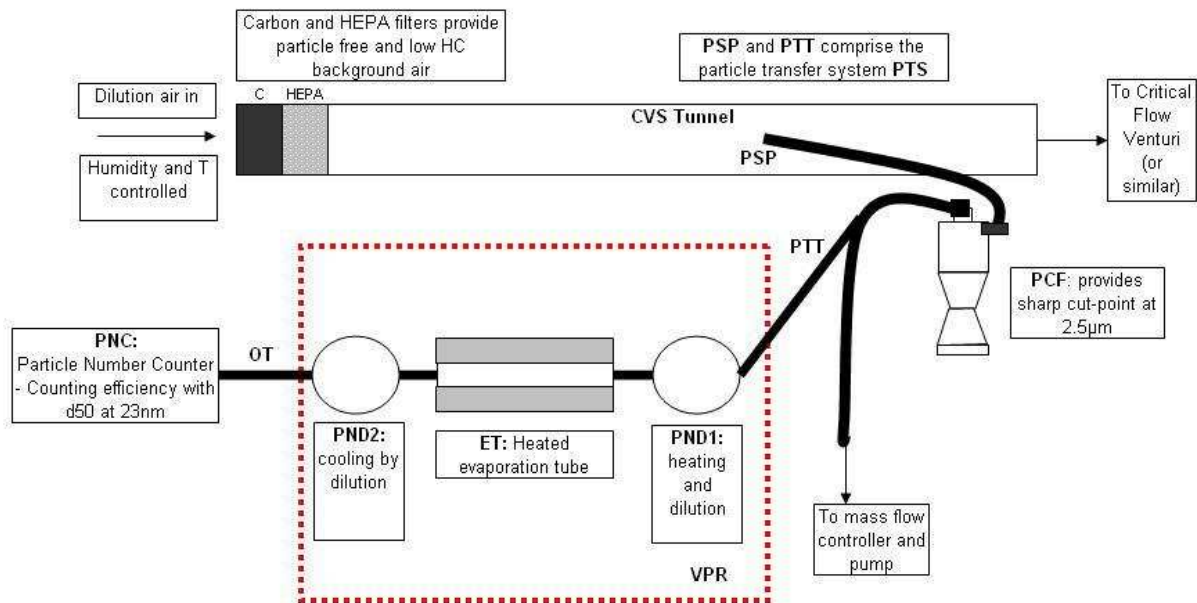 Carbon and HEPA filters provide
particle free and low HC
background air
PSP and PTT comprise the
particle transfer system PTS
Dilution air in
C
HEPA
CVS Tunnel
To Critical
Flow
Venturi
(or
similar)
Humidity and T
controlled
PSP
PTT
PCF: provides
sharp cut-point at
2.5µm
PNC:
Particle Number Counter
- Counting efficiency with
d50 at 23nm
OT
PND2:
cooling by
dilution
ET: Heated
evaporation tube
PND1:
heating
and
dilution
To mass flow
controller and
pump
VPR